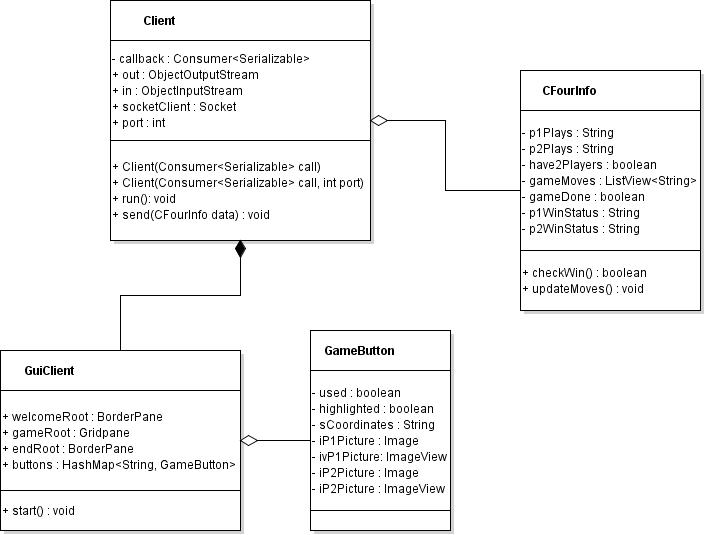 Client
- callback : Consumer<Serializable>
+ out : ObjectOutputStream
+ in : ObjectInputStream
+ socketClient : Socket
+ port : int
+ Client(Consumer<Serializable> call)
+ Client(Consumer<Serializable> call, int port)
+ run(): void
+ send(CFourInfo data) : void
CFourInfo
- p1Plays : String
- p2Plays : String
- have2Players : boolean
- gameMoves : ListView<String>
- gameDone : boolean
- p1WinStatus : String
- p2WinStatus : String
+ checkWin() : boolean
+ updateMoves() : void
GuiClient
+ welcomeRoot : BorderPane
+ gameRoot : Gridpane
+ endRoot : BorderPane
+ buttons : HashMap<String, GameButton>
+ start() : void
GameButton
- used : boolean
- highlighted : boolean
- sCoordinates : String
- iP1Picture : Image
- ivP1Picture: ImageView
- iP2Picture : Image
- iP2Picture : ImageView